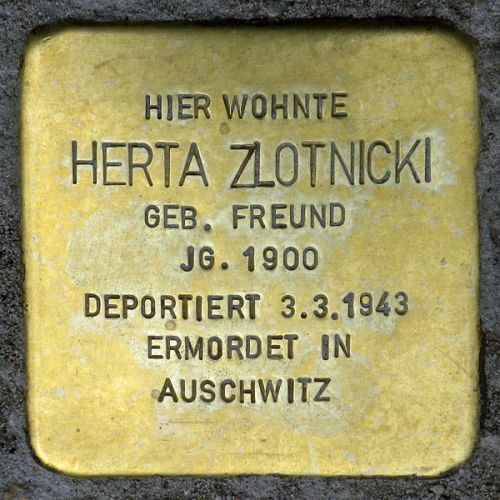 HIER WOHNTE
HERTA ZLOTNICKI
GEB. FREUND
JG. 1900
DEPORTIERT 3.3.1943
ERMORDET IN
AUSCHWITZ